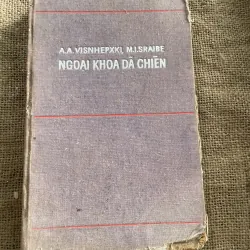 A.A. VISNHEPXKI, M.I.SRAIBE
NGOẠI KHOA DÃ CHIẾN